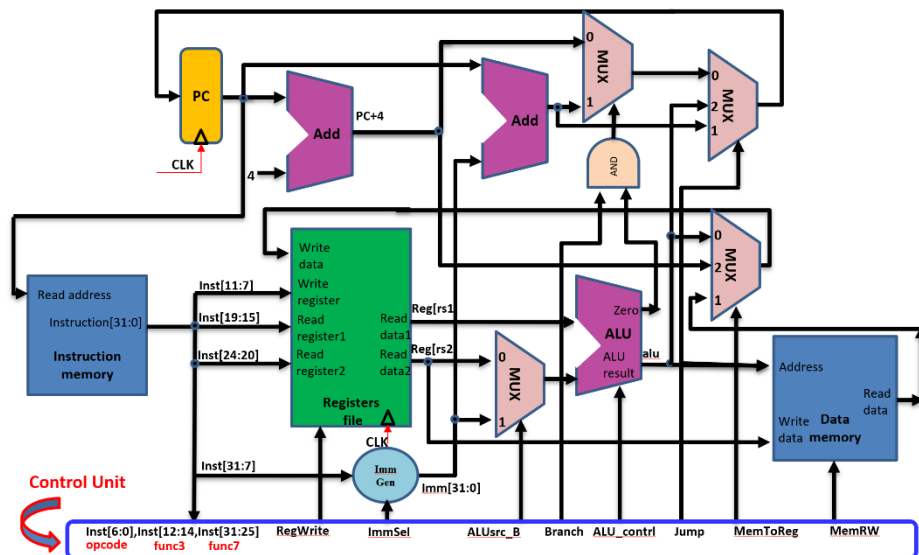 PC
CLK
4
Add
PC+4
Add
0
MUX
1
0
2
MUX
1
AND
Read address
Instruction[31:0]
Instruction
memory
Inst[11:7]
Inst[19:15]
Inst[24:20]
Inst[31:7]
Write
data
Write
register
Read
register1
Read
register2
Read
data1
Read
data2
Registers
file
CLK
Imm
Gen
Imm[31:0]
Reg[rs1
Reg[rs2
0
MUX
1
Zero
ALU
ALU
result
alu
0
2
MUX
1
Address
Read
data
Write
data
Data
memory
Control Unit
Inst[6:0],Inst[12:14,Inst[31:25] RegWrite ImmSel ALUsrc_B Branch ALU_contrl Jump MemToReg MemRW
opcode func3 func7